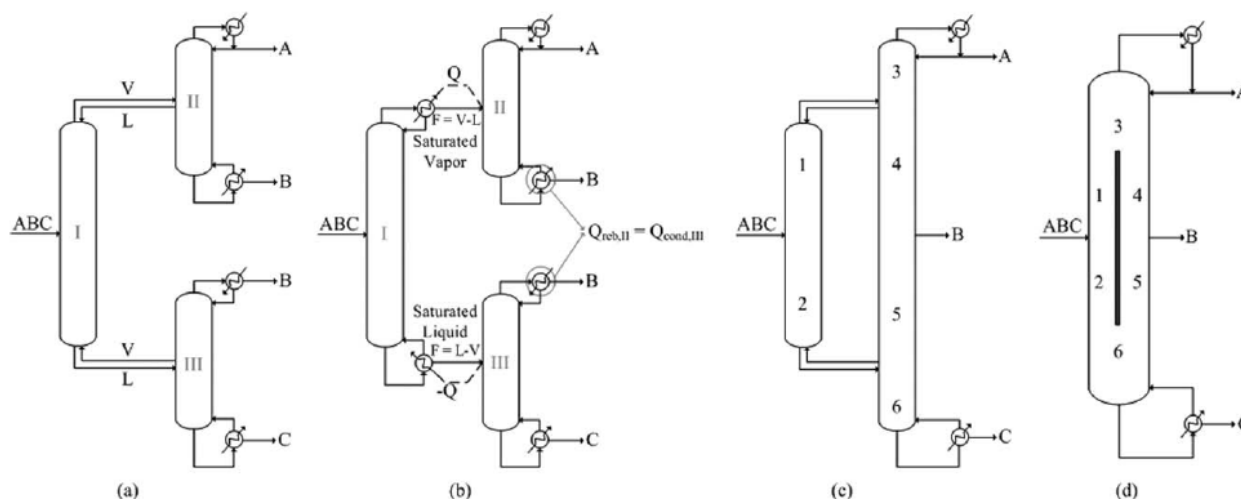 A
V
L
II
B
ABC
I
B
V
L
III
C
(a)
Q
A
F = V-L
Saturated
Vapor
II
B
ABC
I
Q_reb,II = Q_cond,III
B
Saturated
Liquid
F = L-V
-Q
III
C
(b)
3
A
1
4
ABC
B
2
5
6
C
(c)
A
3
1
4
ABC
B
2
5
6
C
(d)